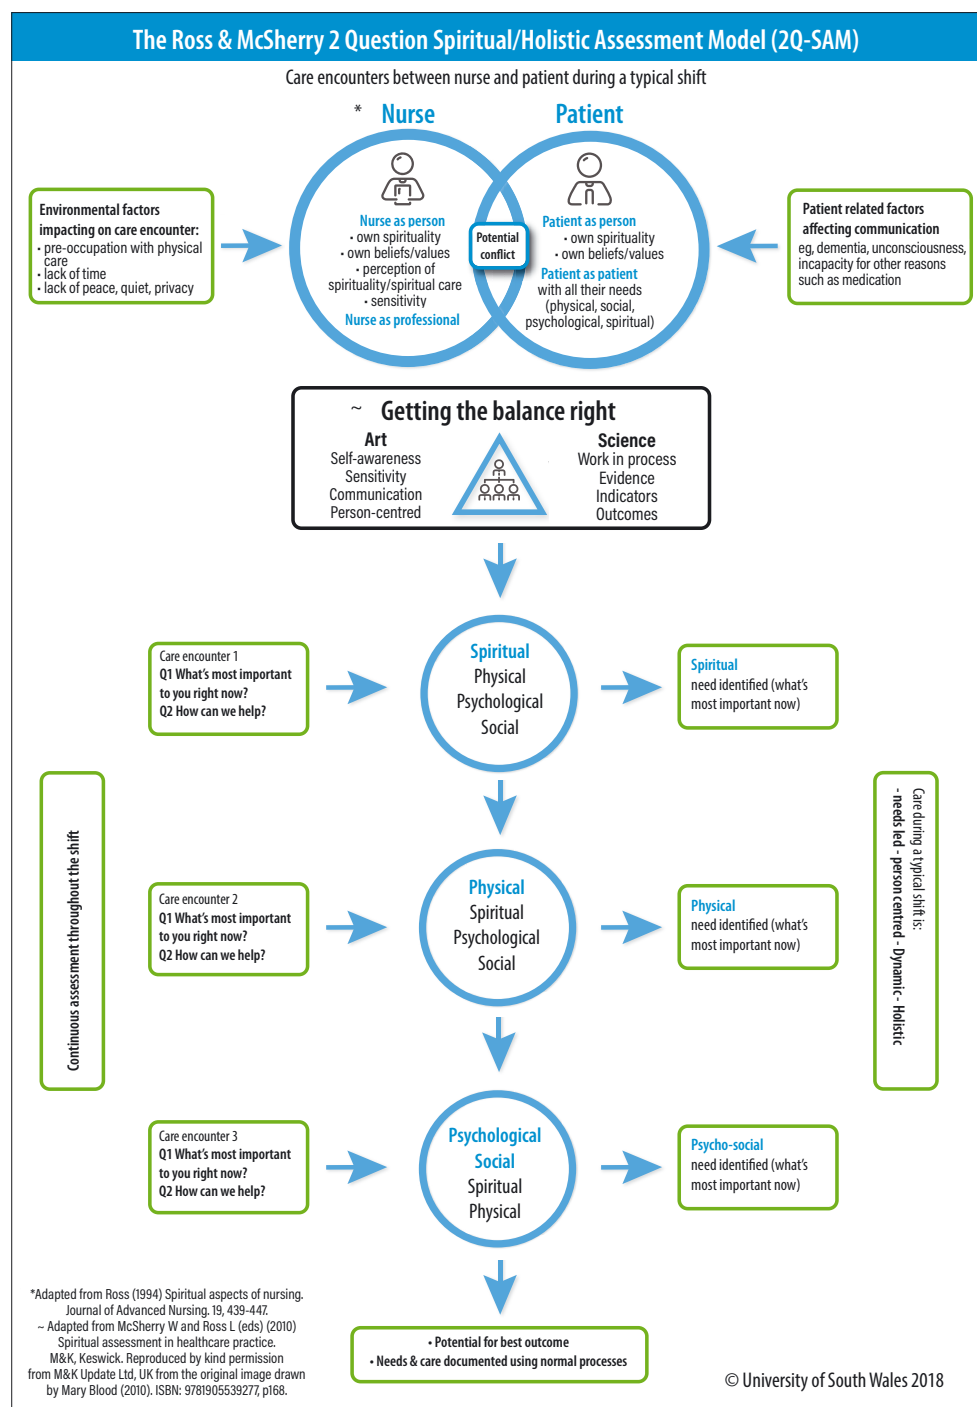 The Ross & McSherry 2 Question Spiritual/Holistic Assessment Model (2Q-SAM)
Care encounters between nurse and patient during a typical shift
* Nurse
Patient
Environmental factors
impacting on care encounter:
• pre-occupation with physical
care
• lack of time
• lack of peace, quiet, privacy
Nurse as person
• own spirituality
• own beliefs/values
• perception of
spirituality/spiritual care
• sensitivity
Nurse as professional
Potential
conflict
Patient as person
• own spirituality
• own beliefs/values
Patient as patient
with all their needs
(physical, social,
psychological, spiritual)
Patient related factors
affecting communication
eg, dementia, unconsciousness,
incapacity for other reasons
such as medication
~ Getting the balance right
Art
Self-awareness
Sensitivity
Communication
Person-centred
Science
Work in process
Evidence
Indicators
Outcomes
Care encounter 1
Q1 What's most important
to you right now?
Q2 How can we help?
Spiritual
Physical
Psychological
Social
Spiritual
need identified (what's
most important now)
Continuous assessment throughout the shift
Care encounter 2
Q1 What's most important
to you right now?
Q2 How can we help?
Physical
Spiritual
Psychological
Social
Physical
need identified (what's
most important now)
Care during a typical shift is:
- needs led - person centred - Dynamic - Holistic
Care encounter 3
Q1 What's most important
to you right now?
Q2 How can we help?
Psychological
Social
Spiritual
Physical
Psycho-social
need identified (what's
most important now)
• Potential for best outcome
• Needs & care documented using normal processes
*Adapted from Ross (1994) Spiritual aspects of nursing.
Journal of Advanced Nursing. 19, 439-447.
~ Adapted from McSherry W and Ross L (eds) (2010)
Spiritual assessment in healthcare practice.
M&K, Keswick. Reproduced by kind permission
from M&K Update Ltd, UK from the original image drawn
by Mary Blood (2010). ISBN: 9781905539277, p168.
© University of South Wales 2018